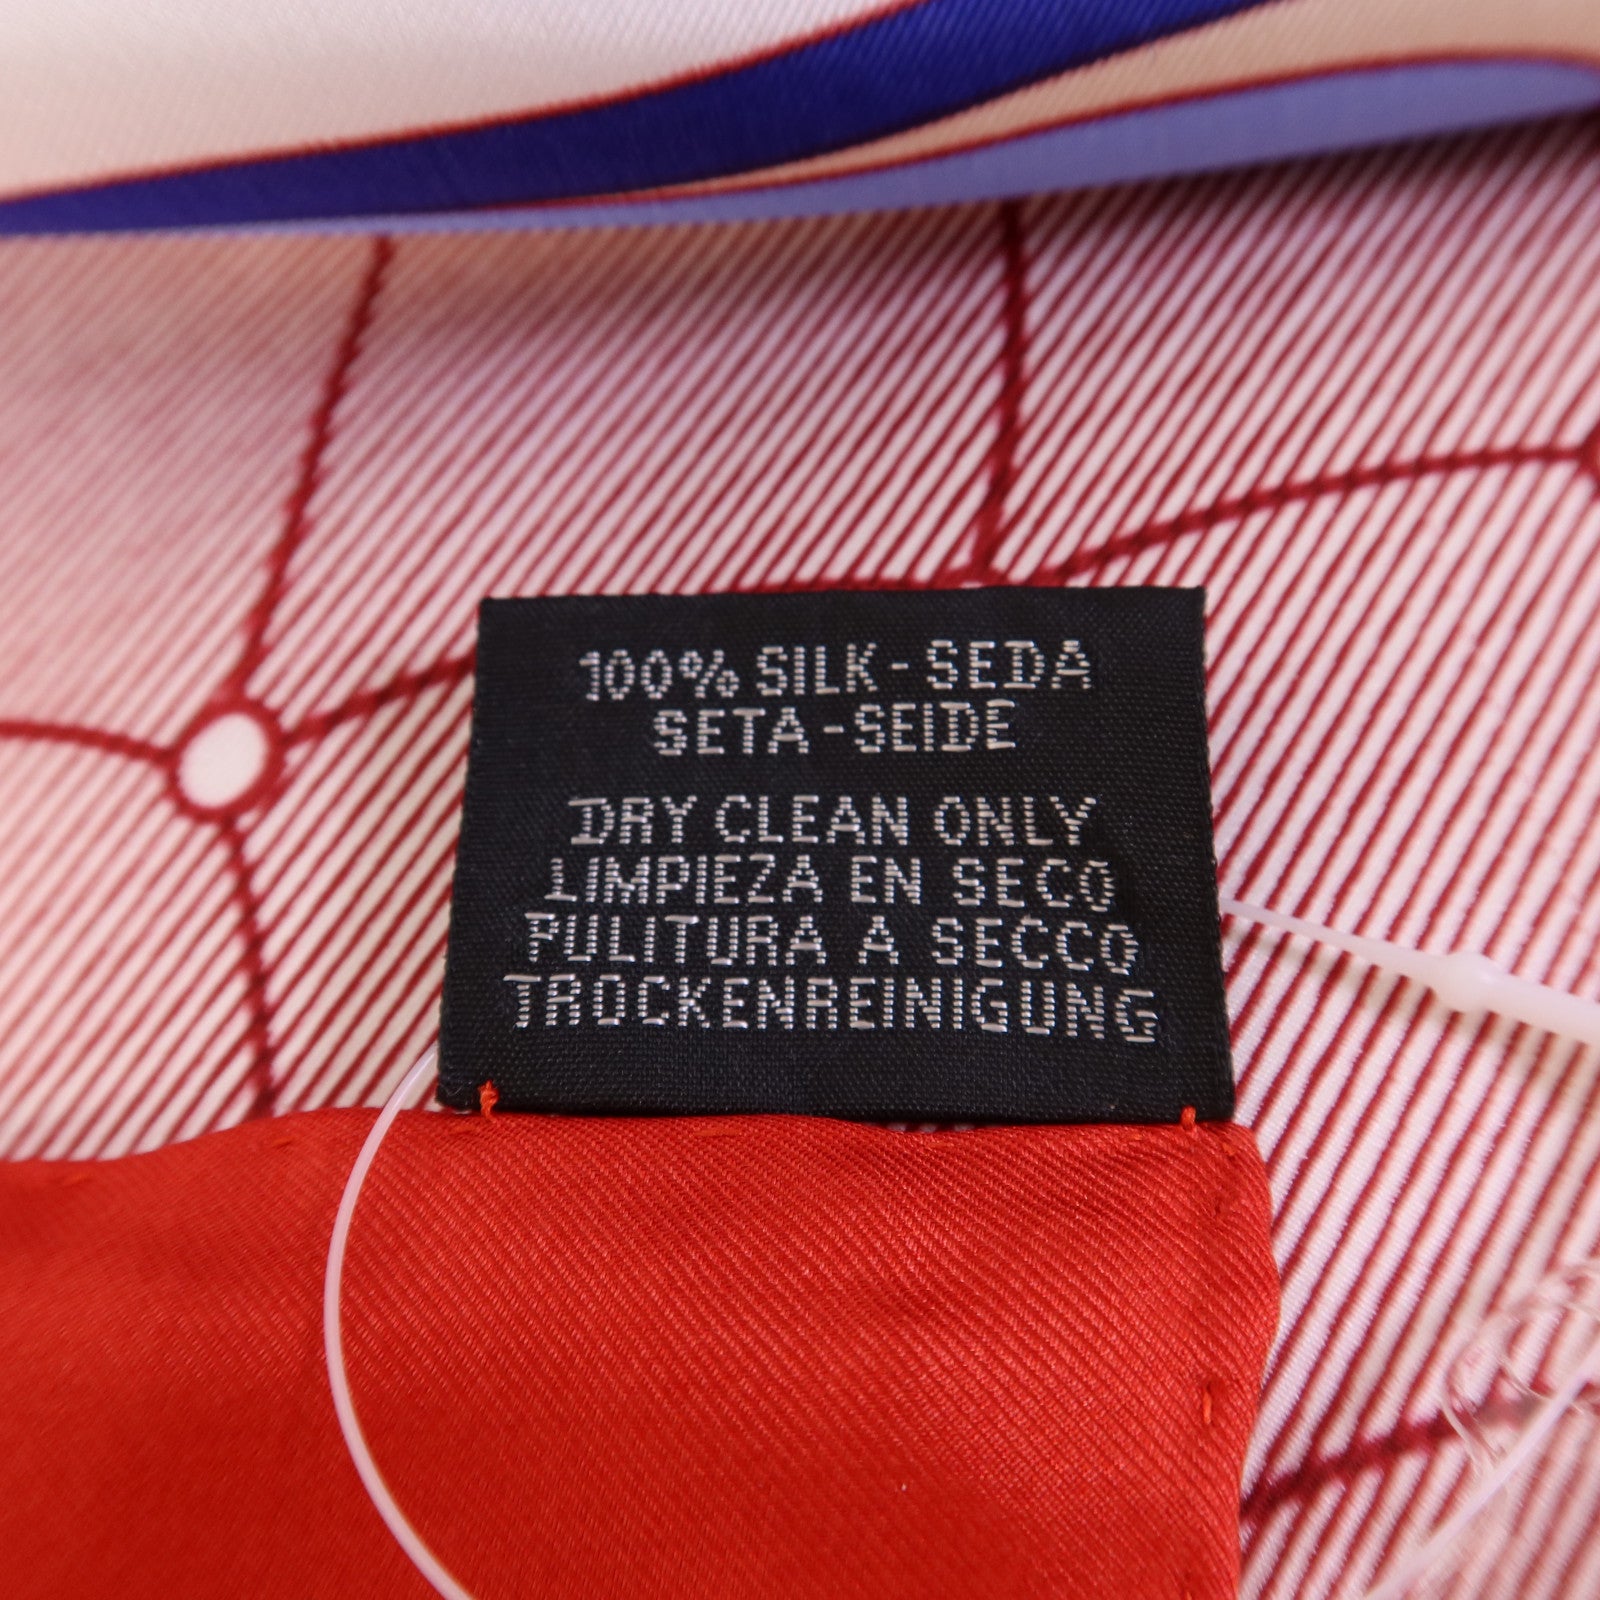 100% SILK - SEDA
SETA - SEIDE
DRY CLEAN ONLY
LIMPIEZA EN SECO
PULITURA A SECCO
TROCKENREINIGUNG